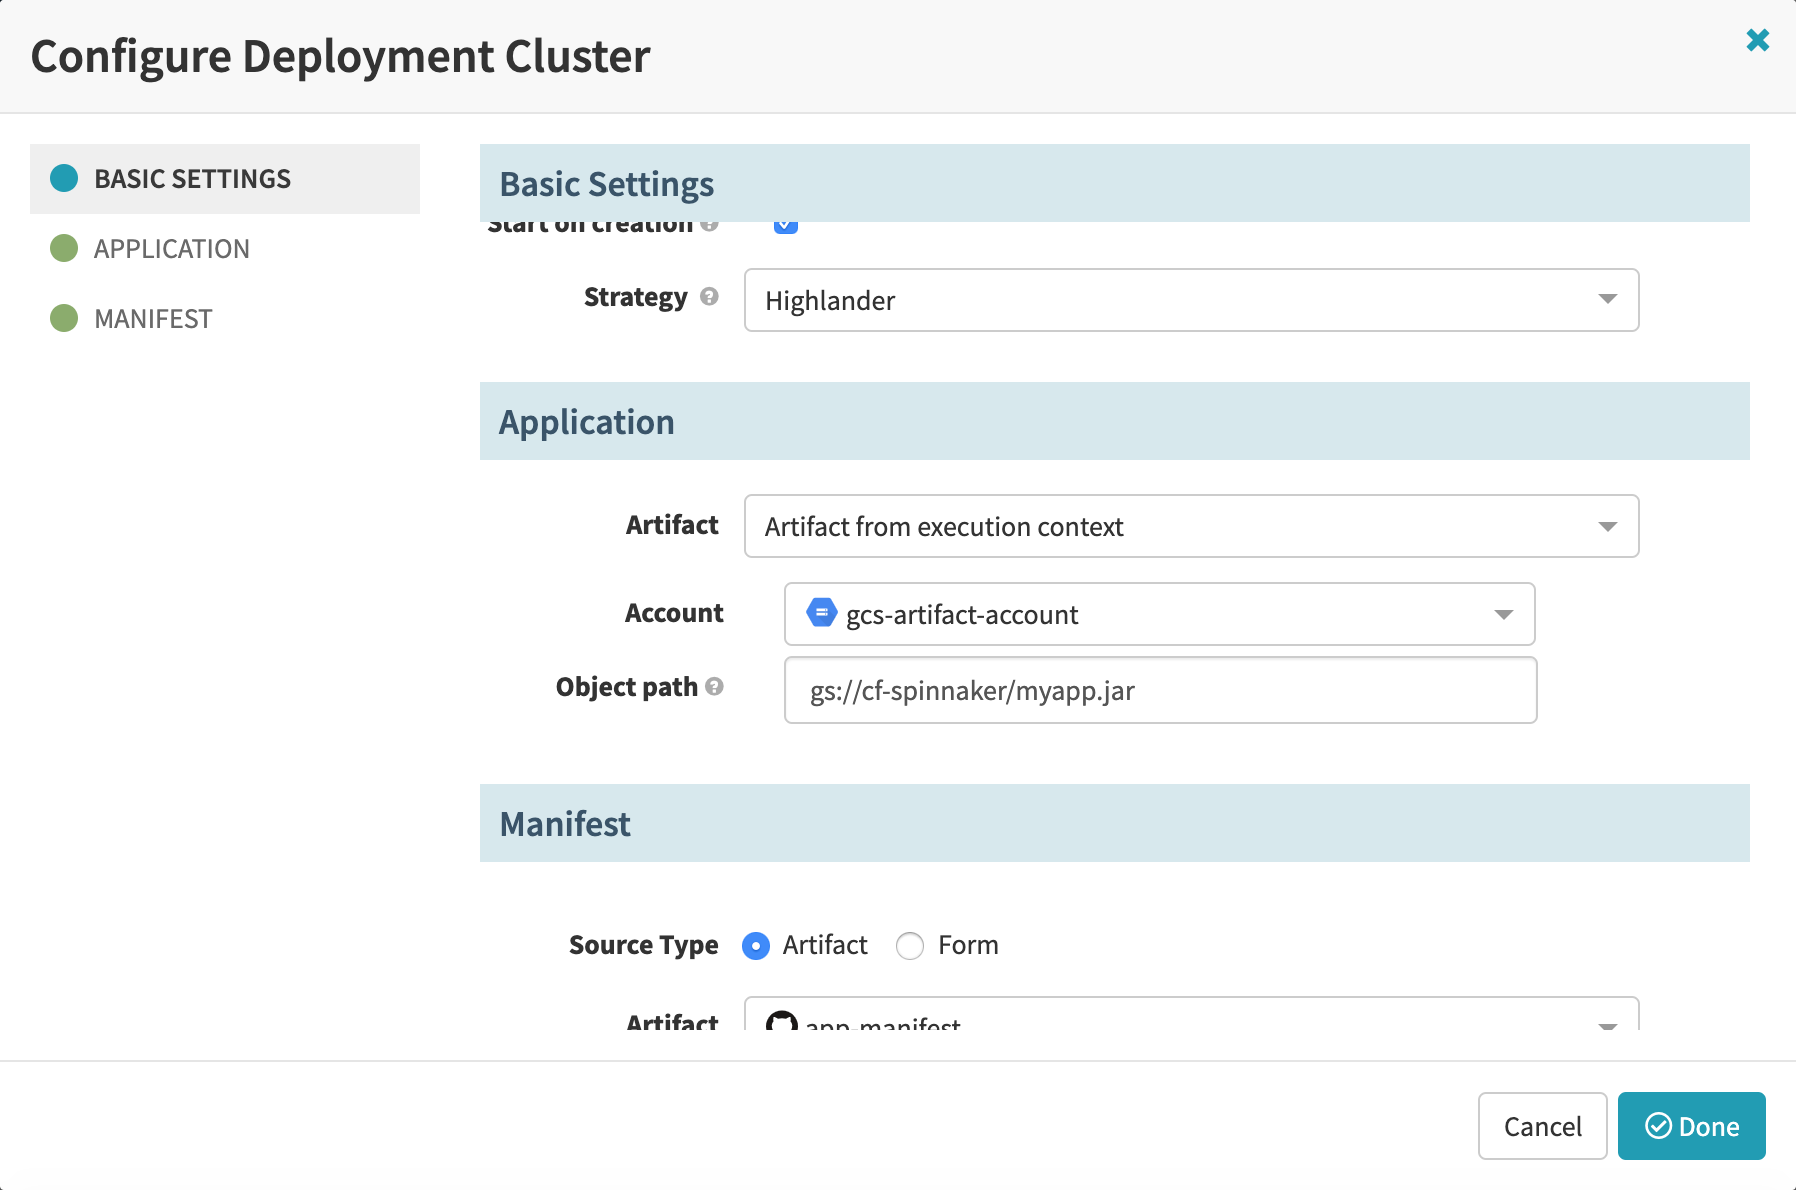 Configure Deployment Cluster
BASIC SETTINGS
APPLICATION
MANIFEST
Basic Settings
Start on creation
Strategy
Highlander
Application
Artifact
Artifact from execution context
Account
gcs-artifact-account
Object path
gs://cf-spinnaker/myapp.jar
Manifest
Source Type
Artifact
Form
Artifact
app-manifest
Cancel
Done